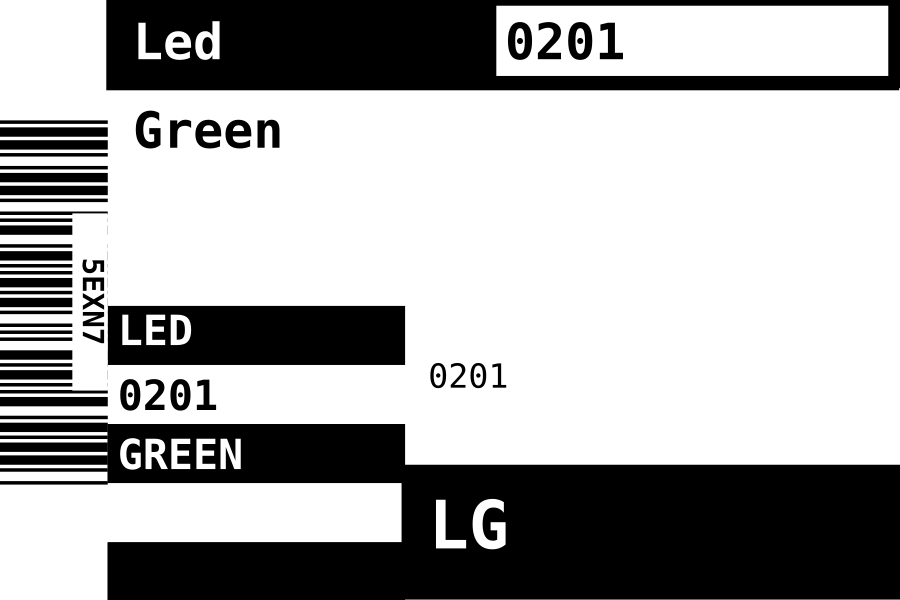 Led
0201
Green
5EXN7
LED
0201
0201
GREEN
LG